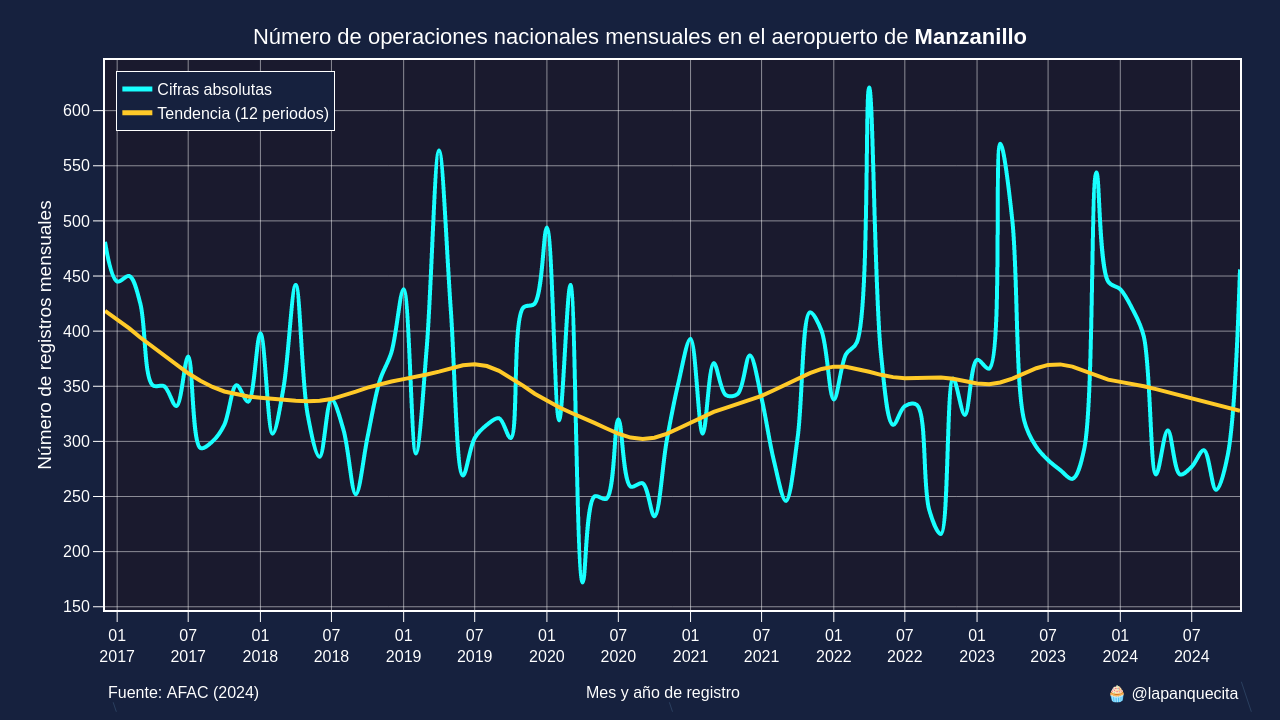 Número de operaciones nacionales mensuales en el aeropuerto de Manzanillo
Cifras absolutas
Tendencia (12 periodos)
Número de registros mensuales
600
550
500
450
400
350
300
250
200
150
01 07 01 07 01 07 01 07 01 07 01 07 01 07 01 07
2017 2017 2018 2018 2019 2019 2020 2020 2021 2021 2022 2022 2023 2023 2024 2024
Fuente: AFAC (2024) Mes y año de registro 🧁 @lapanquecita